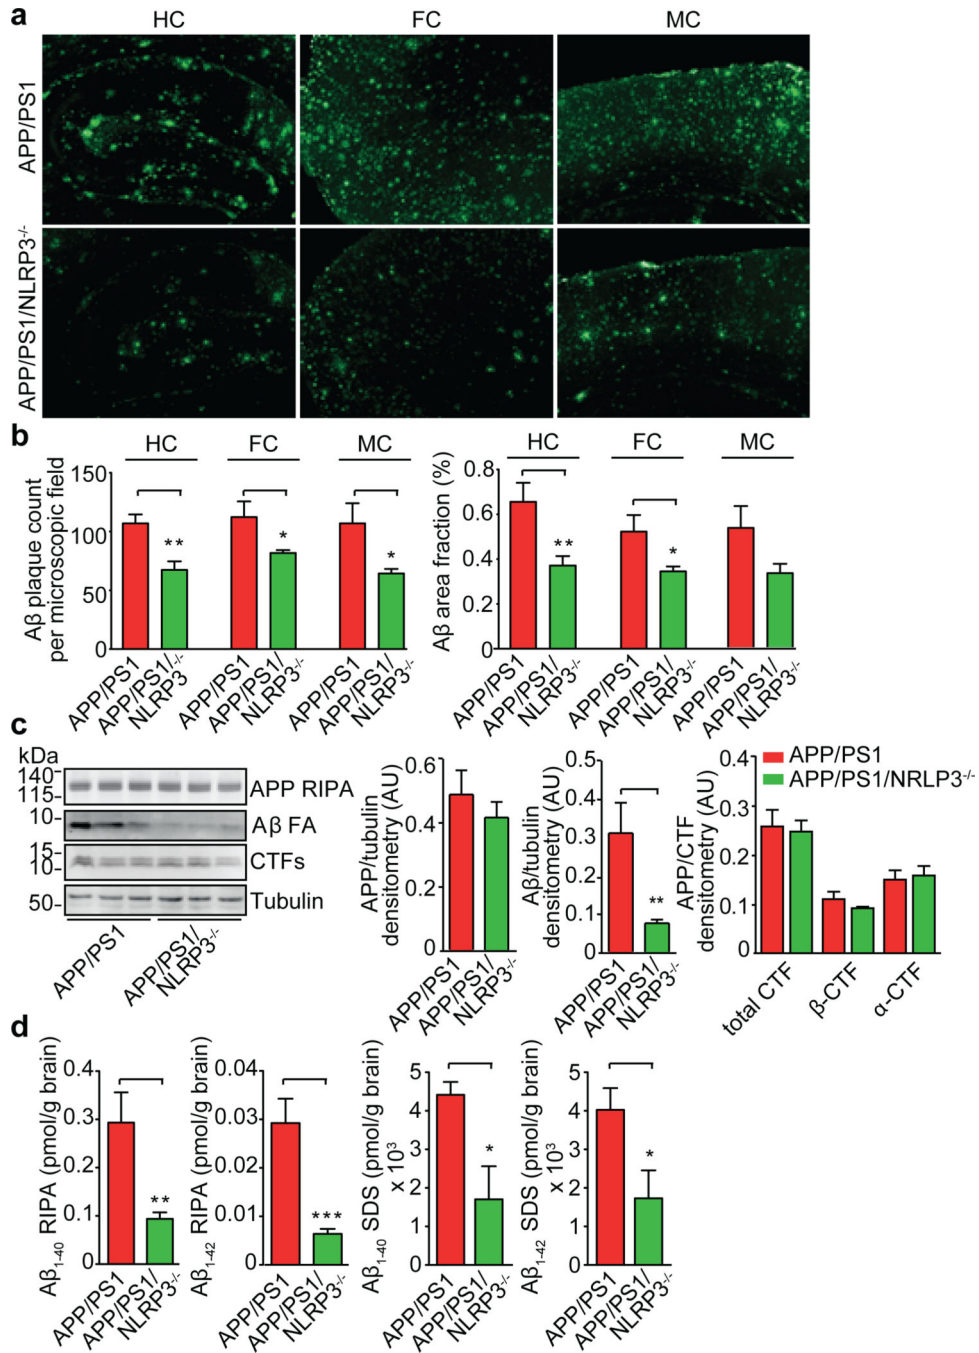 a
HC FC MC
APP/PS1
APP/PS1/NLRP3-/-
b
HC FC MC
Aβ plaque count
per microscopic field
150
100
50
0
** * *
APP/PS1
APP/PS1/-/-
NLRP3
APP/PS1
APP/PS1/
NLRP3-/-
APP/PS1
APP/PS1/
NLRP3-/-
HC FC MC
Aβ area fraction (%)
0.8
0.6
0.4
0.2
0
** *
APP/PS1
APP/PS1/
NLRP3-/-
APP/PS1
APP/PS1/
NLRP3-/-
APP/PS1
APP/PS1/
NLRP3-/-
c
kDa
140-
115-
APP RIPA
10-
Aβ FA
15-
10-
CTFs
50-
Tubulin
APP/PS1
APP/PS1/
NLRP3-/-
APP/tubulin
densitometry (AU)
0.6
0.4
0.2
0
APP/PS1
APP/PS1/
NLRP3-/-
Aβ/tubulin
densitometry (AU)
0.5
0.4
0.3
0.2
0.1
0
**
APP/PS1
APP/PS1/
NLRP3-/-
APP/CTF
densitometry (AU)
0.4
0.3
0.2
0.1
0
APP/PS1
APP/PS1/NRLP3-/-
total CTF
β-CTF
α-CTF
d
Aβ1-40 RIPA (pmol/g brain)
0.4
0.3
0.2
0.1
0
**
APP/PS1
APP/PS1/
NLRP3-/-
Aβ1-42 RIPA (pmol/g brain)
0.04
0.03
0.02
0.01
0
***
APP/PS1
APP/PS1/
NLRP3-/-
Aβ1-40 SDS (pmol/g brain)
x 10³
5
4
3
2
1
0
*
APP/PS1
APP/PS1/
NLRP3-/-
Aβ1-42 SDS (pmol/g brain)
x 10³
5
4
3
2
1
0
*
APP/PS1
APP/PS1/
NLRP3-/-